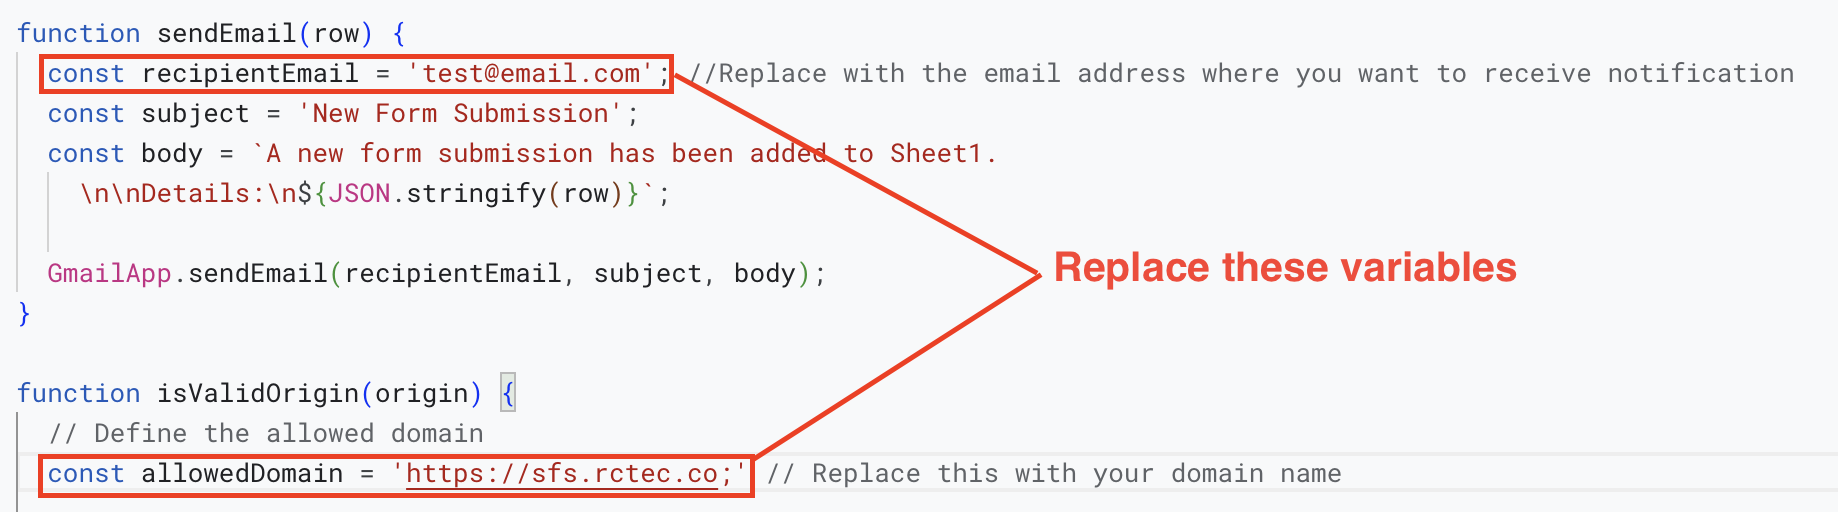 function sendEmail(row) {
const recipientEmail = 'test@email.com'; //Replace with the email address where you want to receive notification
const subject = 'New Form Submission';
const body = `A new form submission has been added to Sheet1.
\n\nDetails:\n${JSON.stringify(row)}`;
GmailApp.sendEmail(recipientEmail, subject, body);
Replace these variables
}
function isValidOrigin(origin) {
// Define the allowed domain
const allowedDomain = 'https://sfs.rctec.co;' // Replace this with your domain name